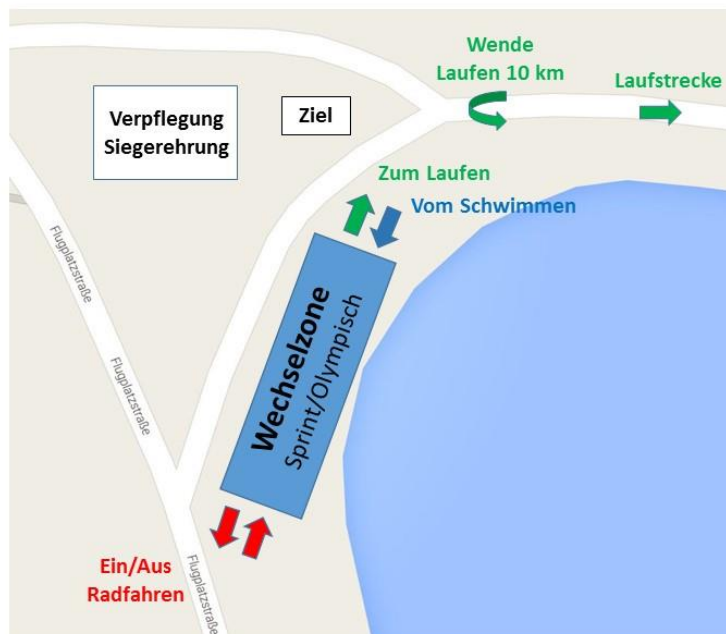 Wende
Laufen 10 km
Laufstrecke
Verpflegung
Siegerehrung
Ziel
Zum Laufen
Vom Schwimmen
Flugplatzstraße
Flugplatzstraße
Wechselzone
Sprint/Olympisch
Flugplatzstraße
Ein/Aus
Radfahren